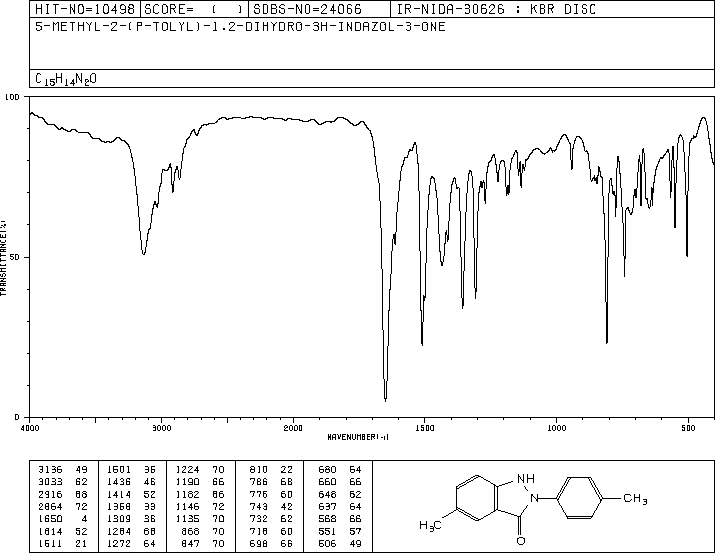 HIT-NO=10498 SCORE= ( ) SDBS-NO=24066 IR-NIDA-30626 : KBR DISC
5-METHYL-2-(P-TOLYL)-1,2-DIHYDRO-3H-INDAZOL-3-ONE
C15H14N2O
100
50
0
TRANSMITTANCE(%)
4000 3000 2000 1500 1000 500
WAVENUMBER(-1)
3136 49 1501 36 1224 70 810 22 680 64
3033 62 1436 46 1190 66 786 68 660 66
2916 68 1414 52 1182 66 776 60 648 62
2864 72 1358 33 1146 72 743 42 637 64
1650 4 1309 36 1135 70 732 62 568 66
1614 52 1284 68 868 70 718 60 551 57
1511 21 1272 64 847 70 698 66 506 49
NH
N
CH3
H3C
O